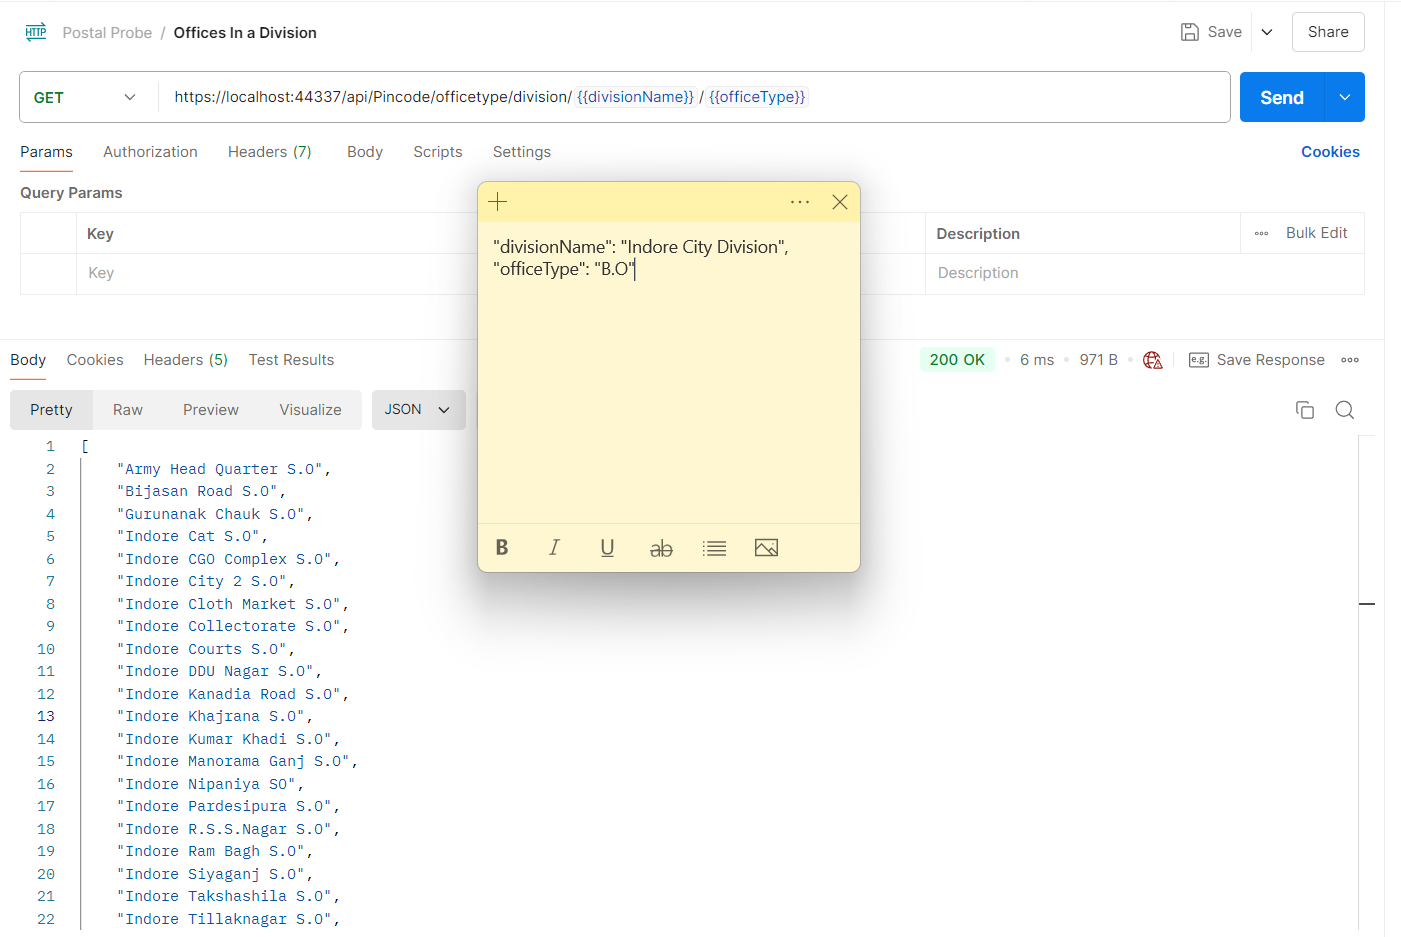 HTTP Postal Probe / Offices In a Division Save Share
GET https://localhost:44337/api/Pincode/officetype/division/ {{divisionName}} / {{officeType}} Send
Params Authorization Headers (7) Body Scripts Settings Cookies
Query Params
Key Description Bulk Edit
Key Description
"divisionName": "Indore City Division",
"officeType": "B.O"
B I U ab
Body Cookies Headers (5) Test Results 200 OK 6 ms 971 B e.g. Save Response
Pretty Raw Preview Visualize JSON
1 [
2 "Army Head Quarter S.O",
3 "Bijasan Road S.O",
4 "Gurunanak Chauk S.O",
5 "Indore Cat S.O",
6 "Indore CGO Complex S.O",
7 "Indore City 2 S.O",
8 "Indore Cloth Market S.O",
9 "Indore Collectorate S.O",
10 "Indore Courts S.O",
11 "Indore DDU Nagar S.O",
12 "Indore Kanadia Road S.O",
13 "Indore Khajrana S.O",
14 "Indore Kumar Khadi S.O",
15 "Indore Manorama Ganj S.O",
16 "Indore Nipaniya SO",
17 "Indore Pardesipura S.O",
18 "Indore R.S.S.Nagar S.O",
19 "Indore Ram Bagh S.O",
20 "Indore Siyaganj S.O",
21 "Indore Takshashila S.O",
22 "Indore Tillaknagar S.O",